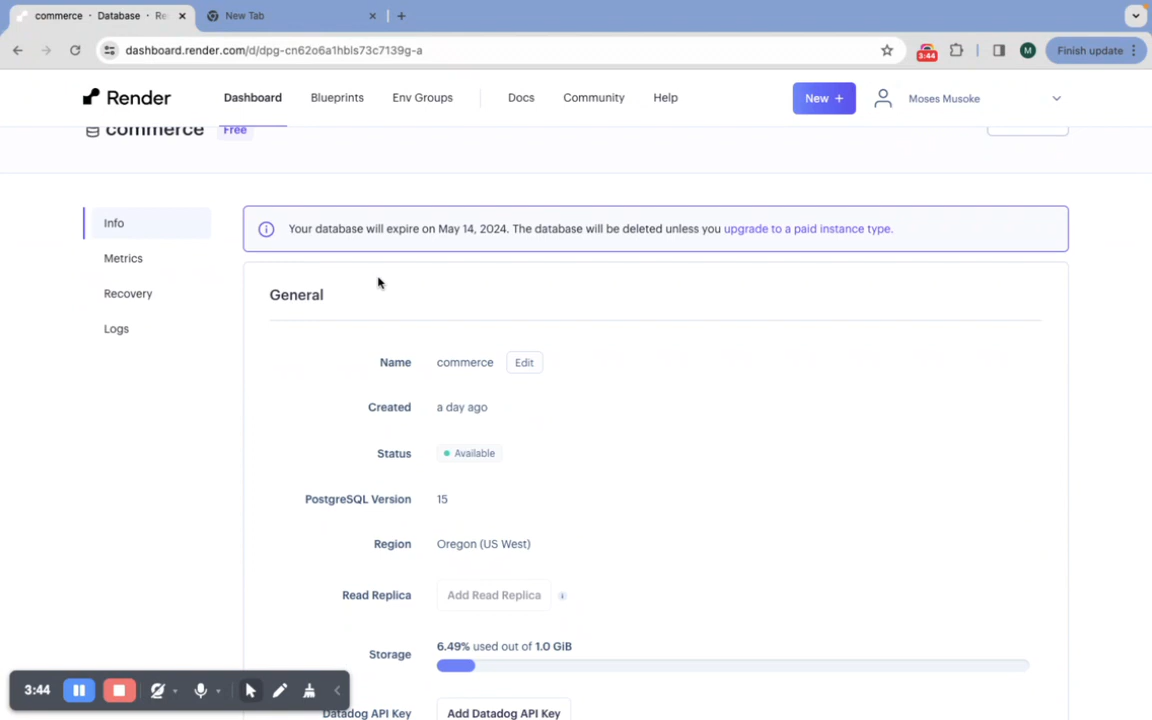 commerce · Database · Re
New Tab
dashboard.render.com/d/dpg-cn62o6a1hbls73c7139g-a
3:44
M
Finish update
Render
Dashboard
Blueprints
Env Groups
Docs
Community
Help
New +
Moses Musoke
commerce
Free
Info
Metrics
Recovery
Logs
Your database will expire on May 14, 2024. The database will be deleted unless you upgrade to a paid instance type.
General
Name commerce Edit
Created a day ago
Status Available
PostgreSQL Version 15
Region Oregon (US West)
Read Replica Add Read Replica
Storage 6.49% used out of 1.0 GiB
Datadog API Key Add Datadog API Key
3:44